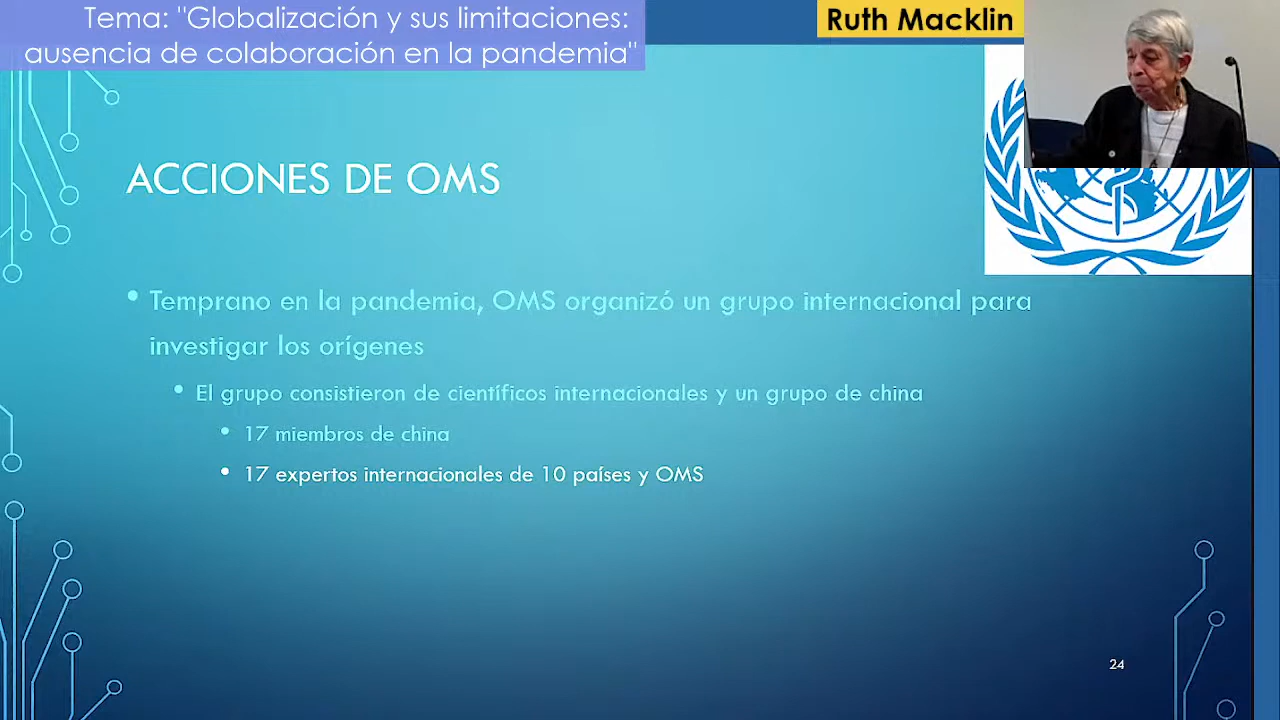 Tema: "Globalización y sus limitaciones:
ausencia de colaboración en la pandemia"
Ruth Macklin
ACCIONES DE OMS
• Temprano en la pandemia, OMS organizó un grupo internacional para
investigar los orígenes
• El grupo consistieron de científicos internacionales y un grupo de china
• 17 miembros de china
• 17 expertos internacionales de 10 países y OMS
24